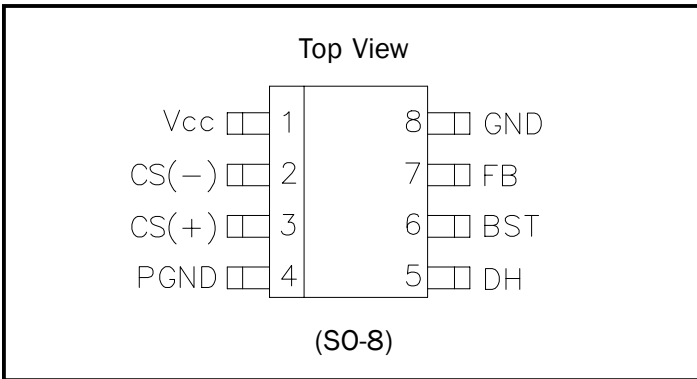 Top View
Vcc 1 8 GND
CS(-) 2 7 FB
CS(+) 3 6 BST
PGND 4 5 DH
(SO-8)